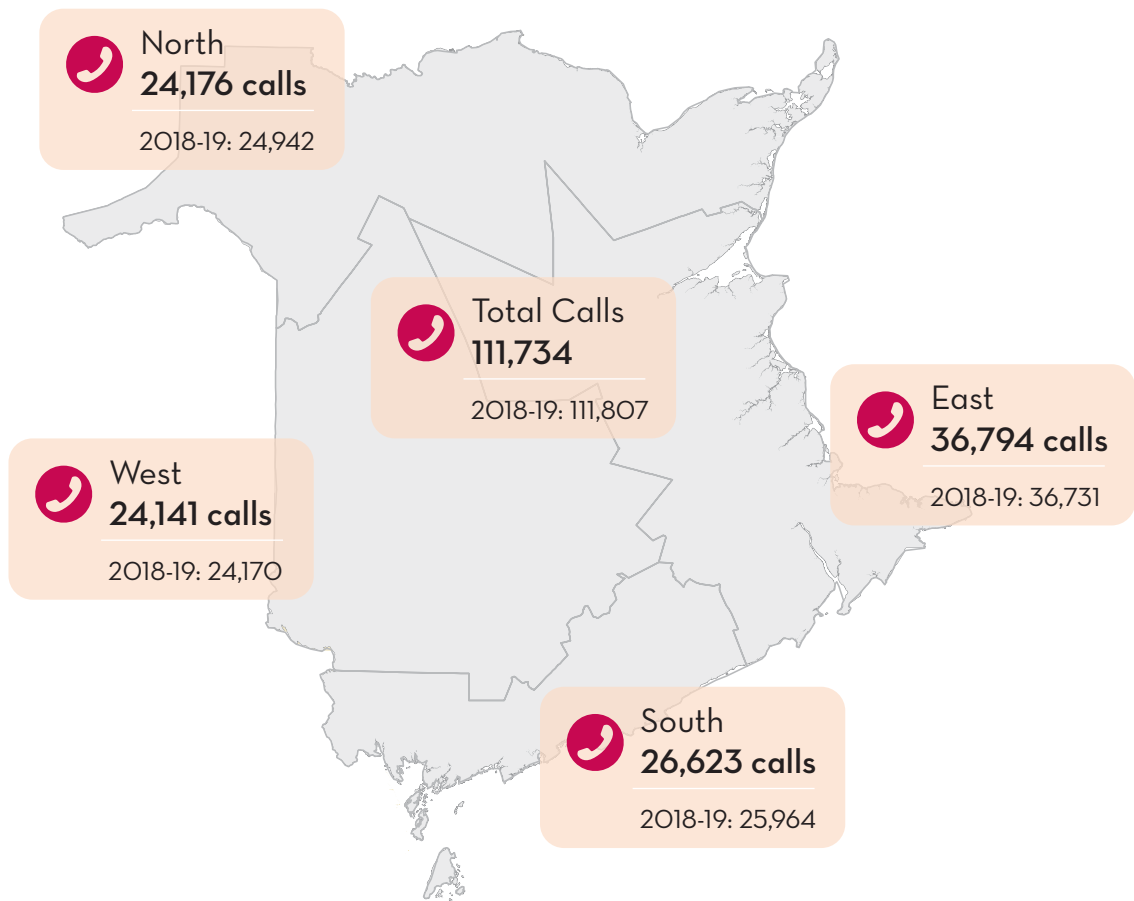 North
24,176 calls
2018-19: 24,942
Total Calls
111,734
2018-19: 111,807
East
36,794 calls
2018-19: 36,731
West
24,141 calls
2018-19: 24,170
South
26,623 calls
2018-19: 25,964